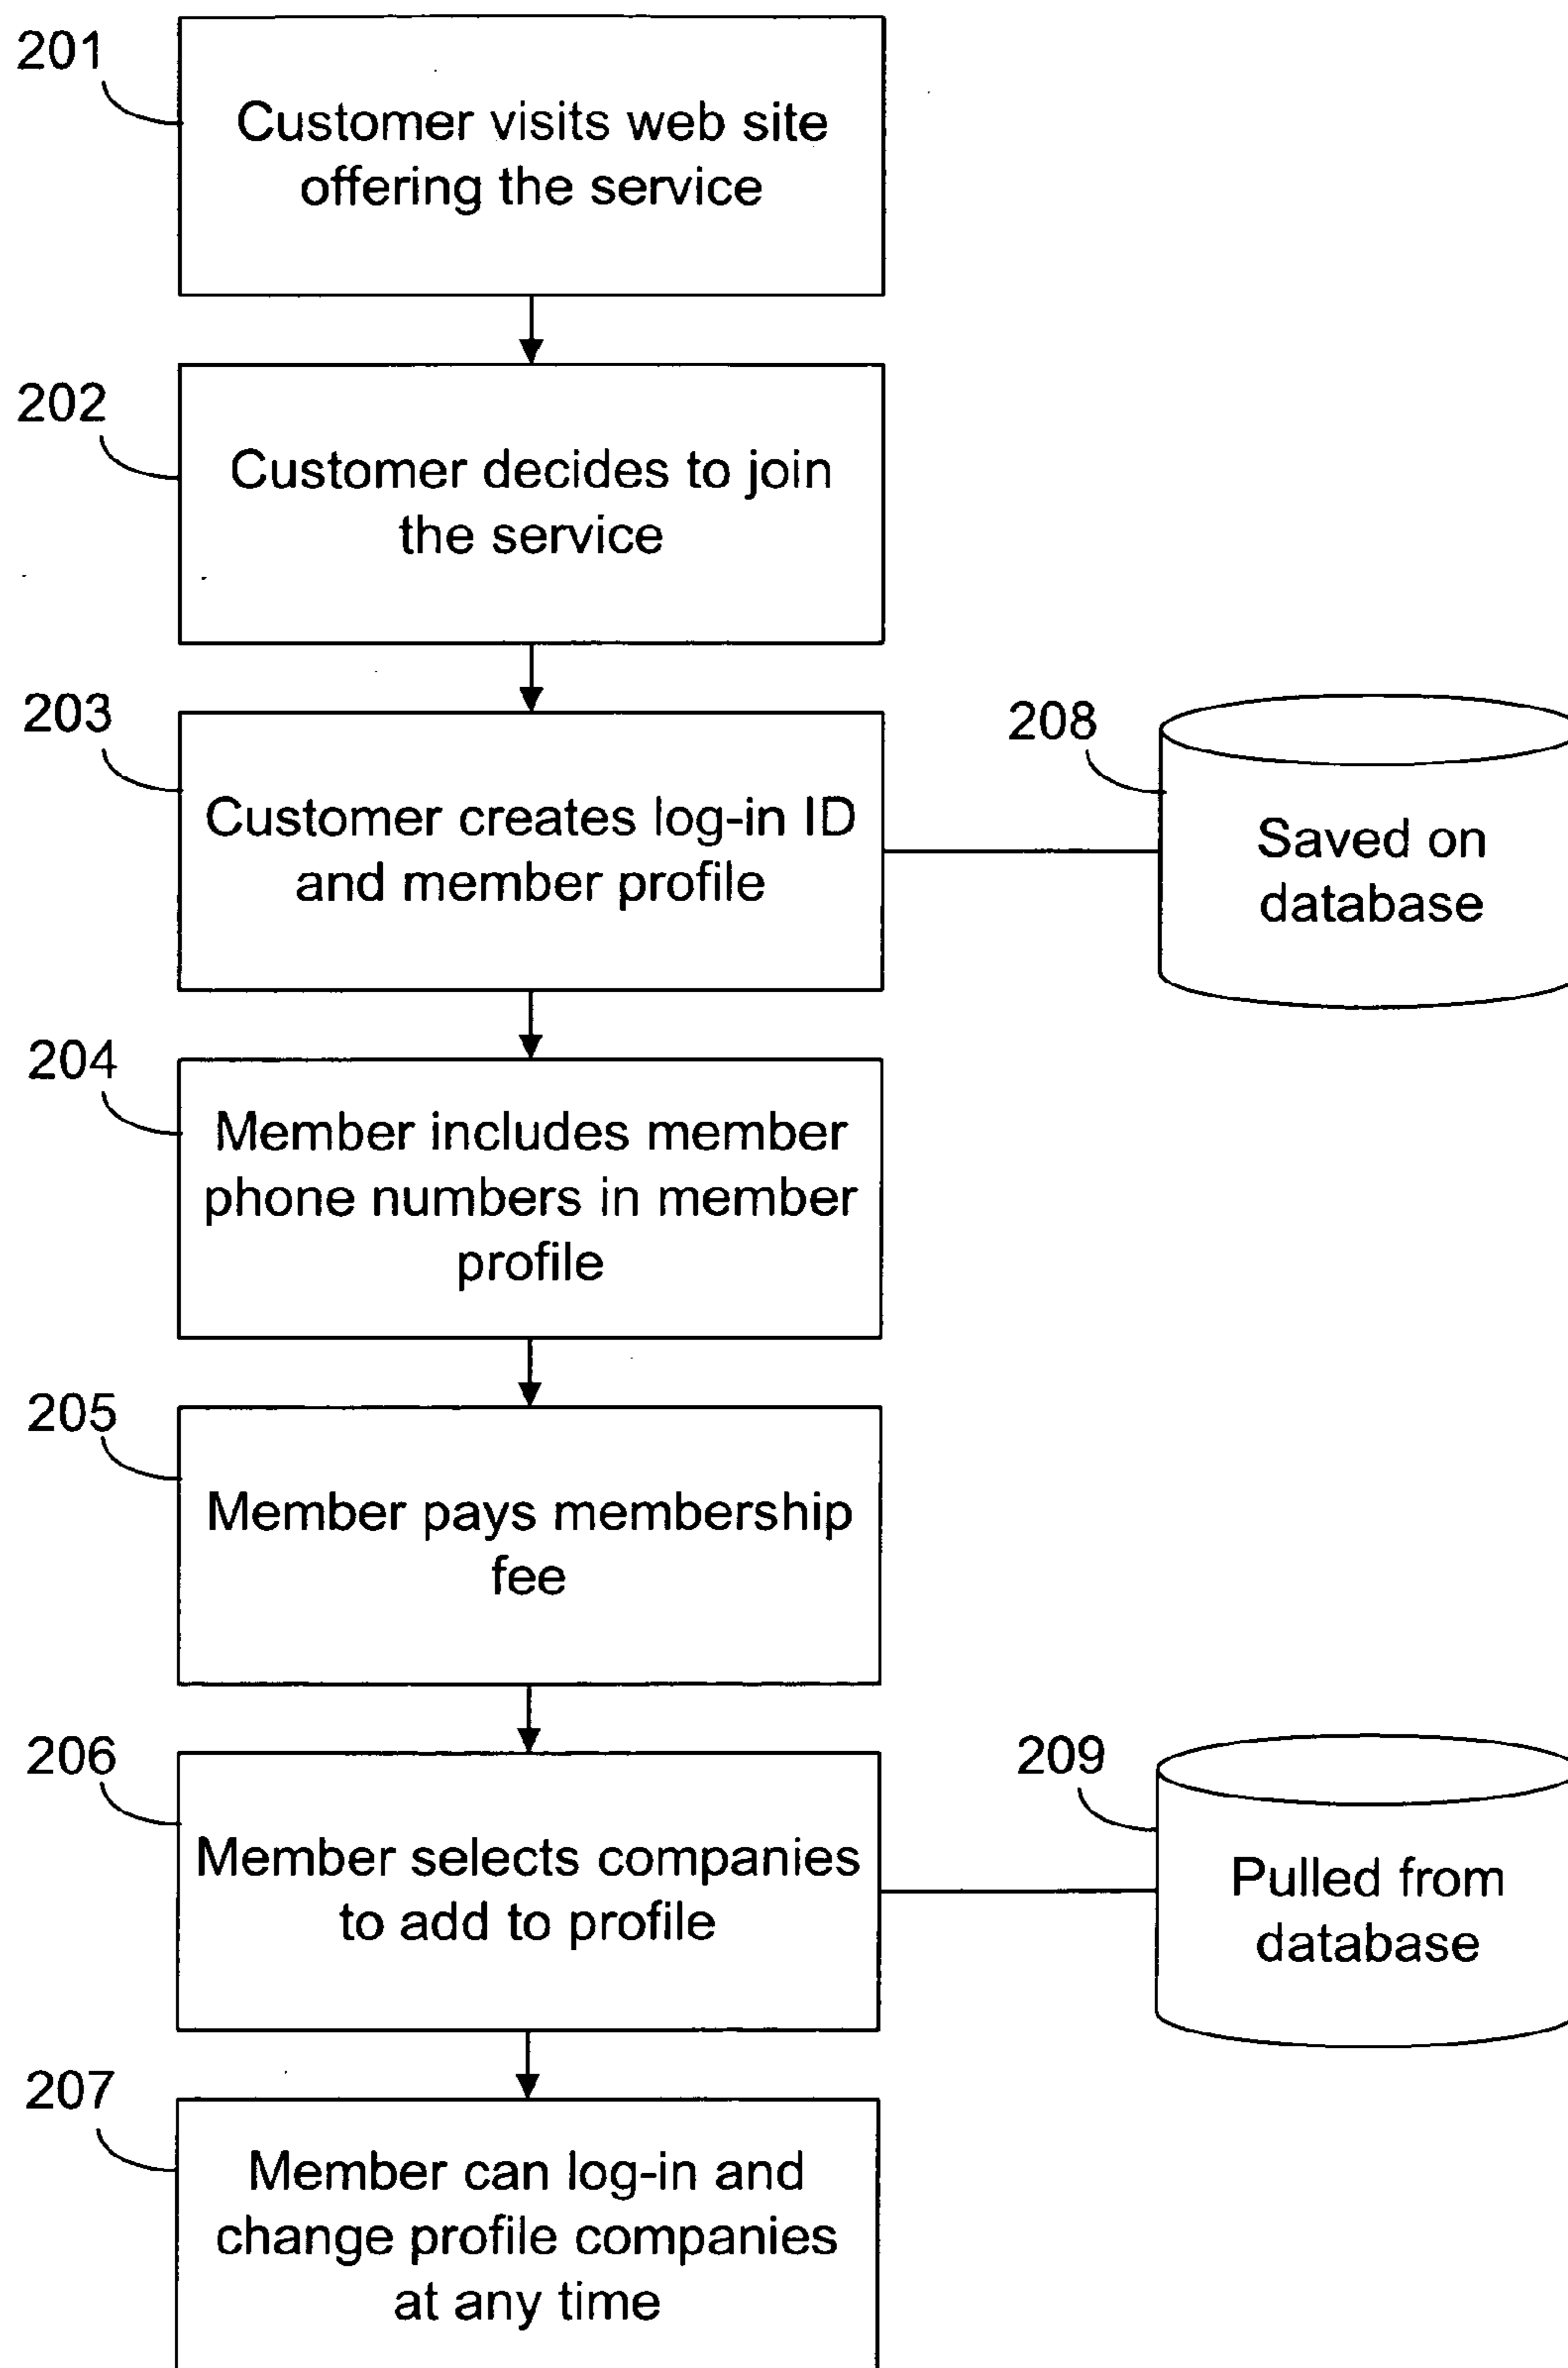 201
Customer visits web site
offering the service
202
Customer decides to join
the service
203
Customer creates log-in ID
and member profile
208
Saved on
database
204
Member includes member
phone numbers in member
profile
205
Member pays membership
fee
206
Member selects companies
to add to profile
209
Pulled from
database
207
Member can log-in and
change profile companies
at any time